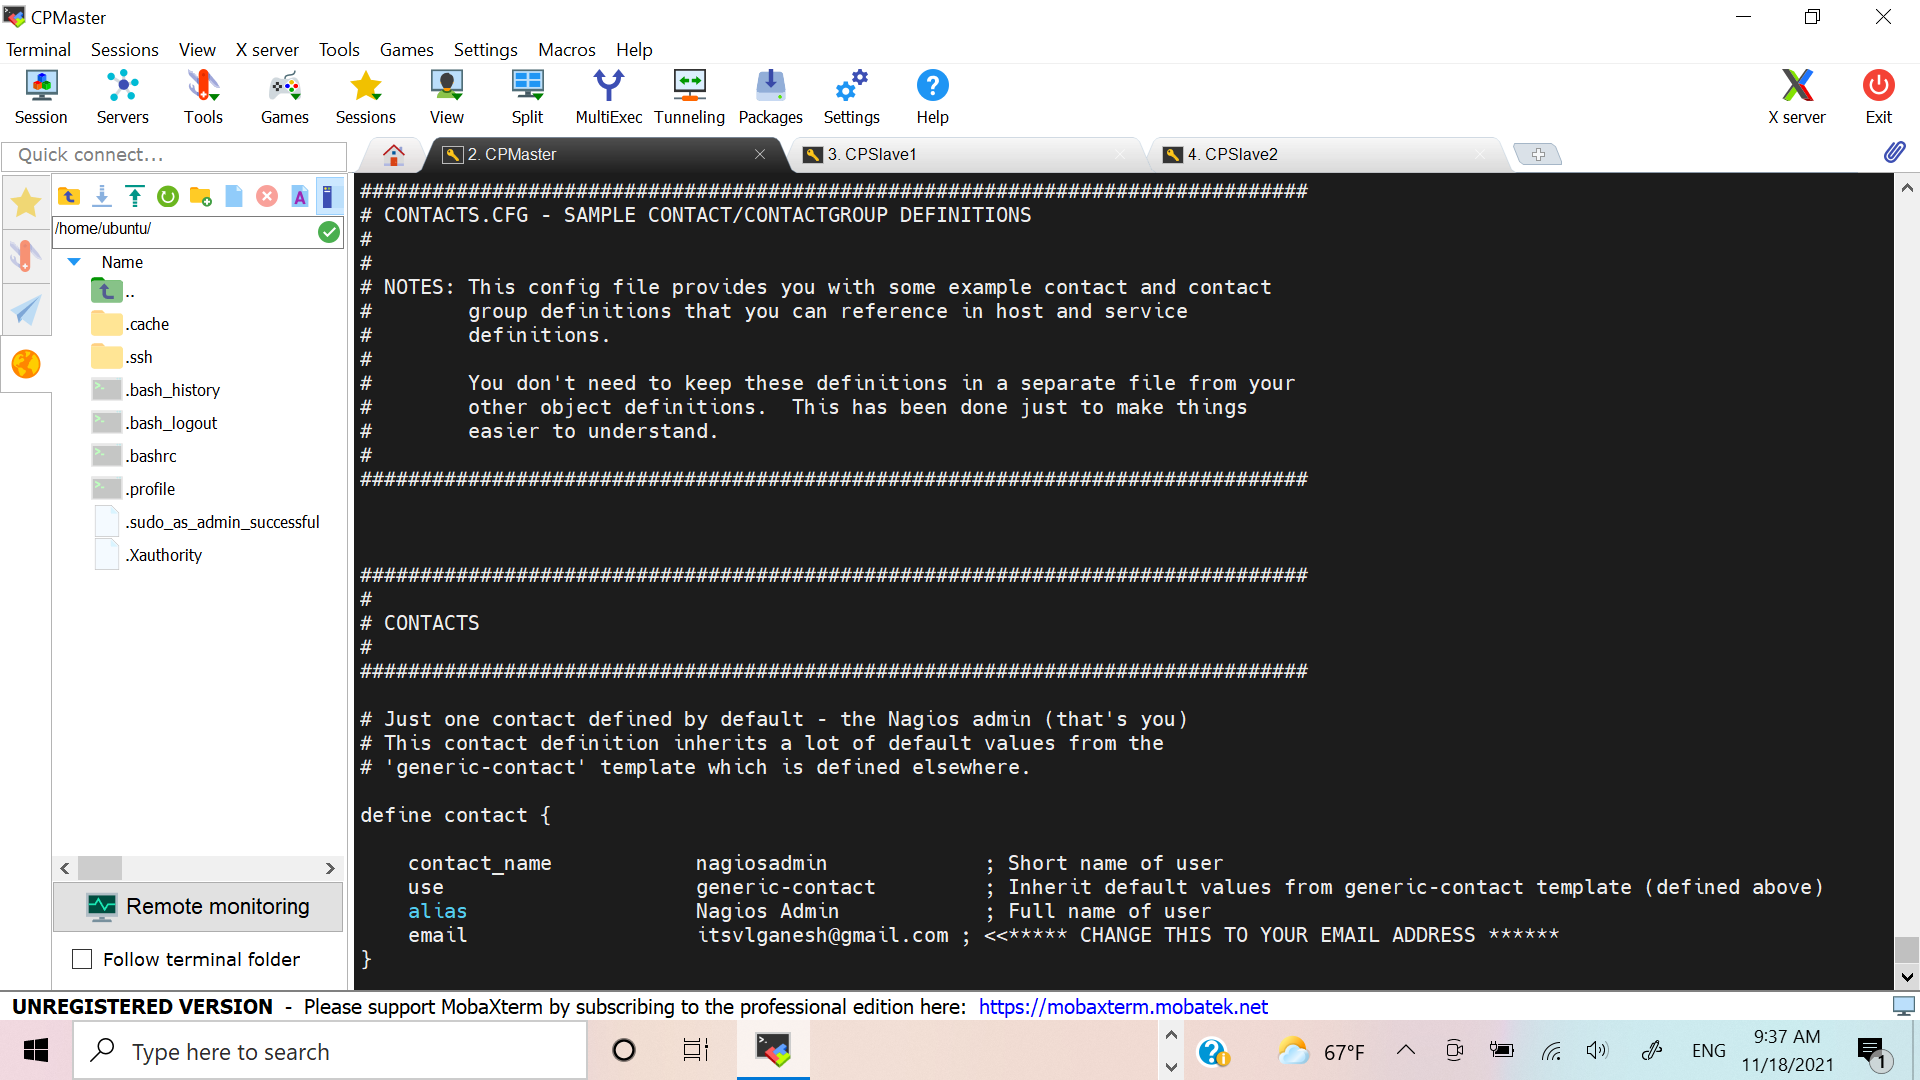 CPMaster
Terminal Sessions View X server Tools Games Settings Macros Help
Session Servers Tools Games Sessions View Split MultiExec Tunneling Packages Settings Help X server Exit
Quick connect...
2. CPMaster
3. CPSlave1
4. CPSlave2
/home/ubuntu/
Name
..
.cache
.ssh
.bash_history
.bash_logout
.bashrc
.profile
.sudo_as_admin_successful
.Xauthority
Remote monitoring
Follow terminal folder
###############################################################################
# CONTACTS.CFG - SAMPLE CONTACT/CONTACTGROUP DEFINITIONS
#
#
# NOTES: This config file provides you with some example contact and contact
#        group definitions that you can reference in host and service
#        definitions.
#
#        You don't need to keep these definitions in a separate file from your
#        other object definitions.  This has been done just to make things
#        easier to understand.
#
###############################################################################
###############################################################################
#
# CONTACTS
#
###############################################################################
# Just one contact defined by default - the Nagios admin (that's you)
# This contact definition inherits a lot of default values from the
# 'generic-contact' template which is defined elsewhere.
define contact {
    contact_name            nagiosadmin             ; Short name of user
    use                     generic-contact         ; Inherit default values from generic-contact template (defined above)
    alias                   Nagios Admin            ; Full name of user
    email                   itsvlganesh@gmail.com ; <<***** CHANGE THIS TO YOUR EMAIL ADDRESS ******
}
UNREGISTERED VERSION - Please support MobaXterm by subscribing to the professional edition here: https://mobaxterm.mobatek.net
Type here to search
67°F
ENG
9:37 AM
11/18/2021
1